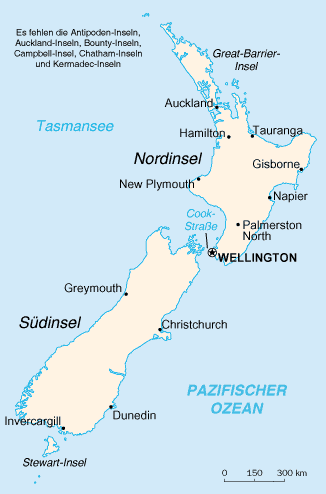 Es fehlen die Antipoden-Inseln,
Auckland-Inseln, Bounty-Inseln,
Campbell-Insel, Chatham-Inseln
und Kermadec-Inseln
Great-Barrier-
Insel
Auckland
Tasmansee
Hamilton
Tauranga
Nordinsel
Gisborne
New Plymouth
Napier
Cook-
Straße
Palmerston
North
WELLINGTON
Greymouth
Südinsel
Christchurch
PAZIFISCHER
OZEAN
Dunedin
Invercargill
Stewart-Insel
0 150 300 km